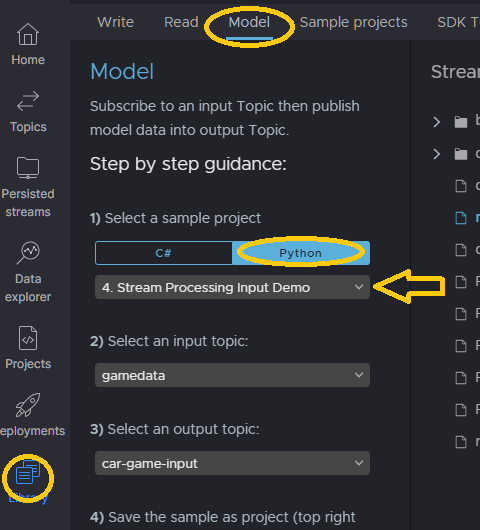 Write Read Model Sample projects SDK T
Home
Topics
Persisted
streams
Data
explorer
Projects
eployments
Library
Model
Subscribe to an input Topic then publish
model data into output Topic.
Step by step guidance:
1) Select a sample project
C# Python
4. Stream Processing Input Demo
2) Select an input topic:
gamedata
3) Select an output topic:
car-game-input
4) Save the sample as project (top right
Strea